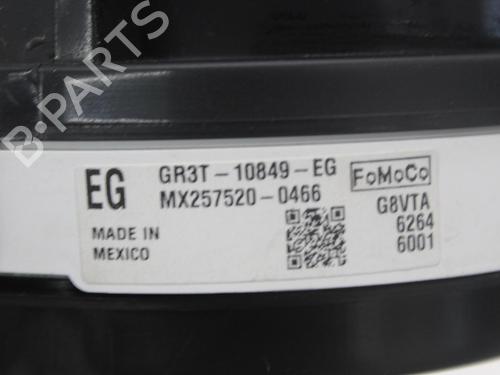 B-PARTS
EG
GR3T-10849-EG
MX257520-0466
FoMoCo
G8VTA
6264
6001
MADE IN
MEXICO